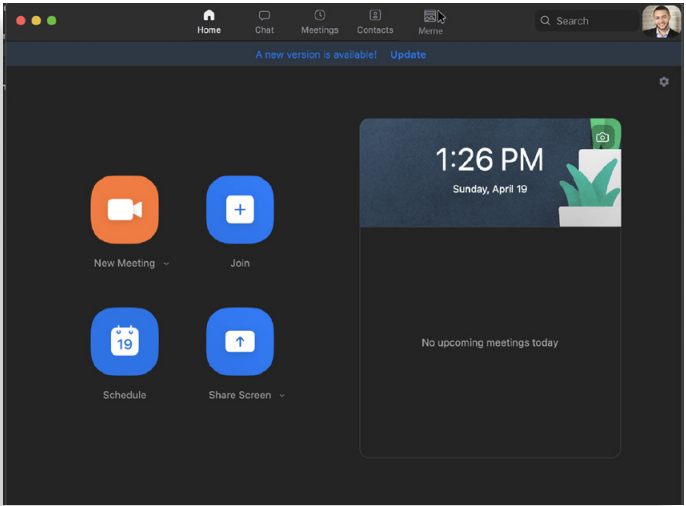 Home
Chat
Meetings
Contacts
Meme
Search
A new version is available! Update
1:26 PM
Sunday, April 19
New Meeting
Join
19
Schedule
Share Screen
No upcoming meetings today